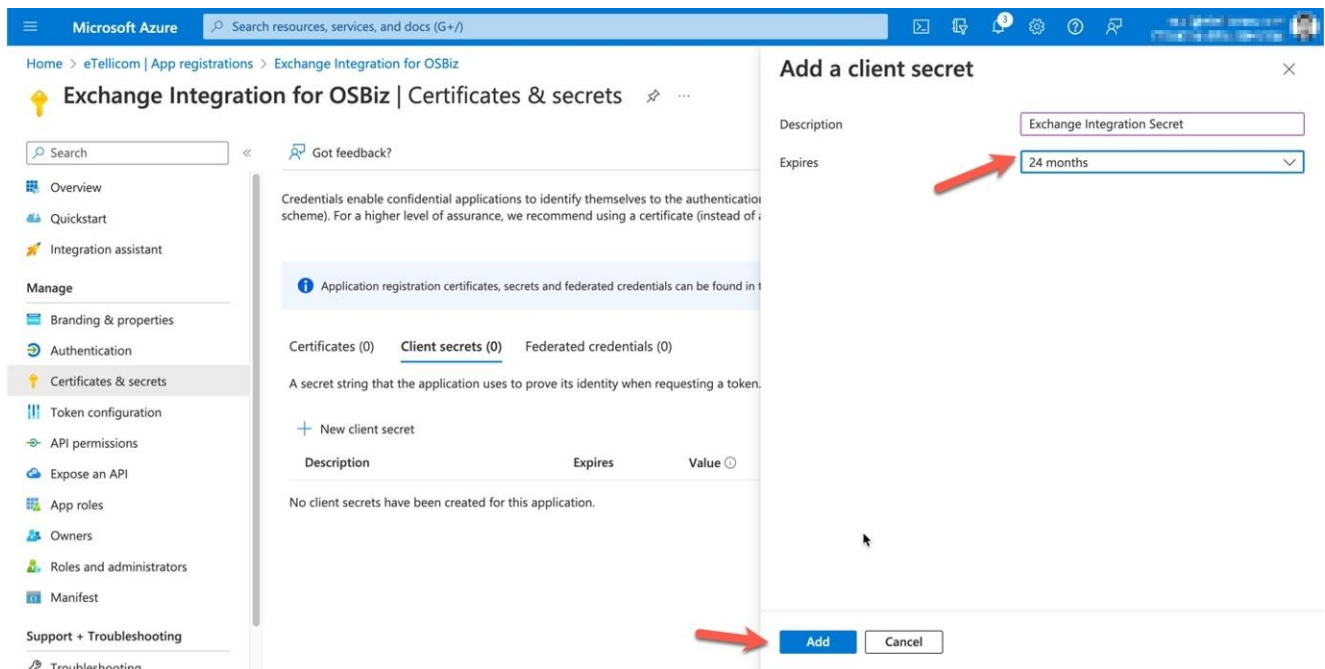 Microsoft Azure
Search resources, services, and docs (G+/)
3
Home > eTellicom | App registrations > Exchange Integration for OSBiz
Exchange Integration for OSBiz | Certificates & secrets
Search
Overview
Quickstart
Integration assistant
Manage
Branding & properties
Authentication
Certificates & secrets
Token configuration
API permissions
Expose an API
App roles
Owners
Roles and administrators
Manifest
Support + Troubleshooting
Troubleshooting
Got feedback?
Credentials enable confidential applications to identify themselves to the authentication
scheme). For a higher level of assurance, we recommend using a certificate (instead of
Application registration certificates, secrets and federated credentials can be found in
Certificates (0) Client secrets (0) Federated credentials (0)
A secret string that the application uses to prove its identity when requesting a token.
New client secret
Description Expires Value
No client secrets have been created for this application.
Add a client secret
Description Exchange Integration Secret
Expires 24 months
Add Cancel